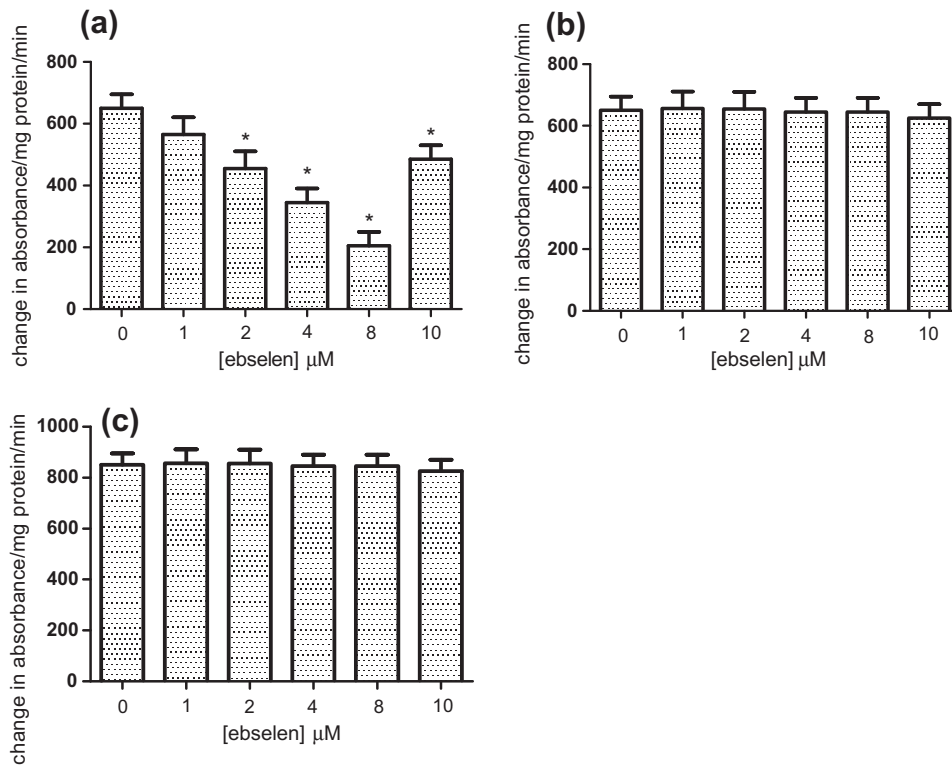 (a)
change in absorbance/mg protein/min
800
600
400
200
0
* * * *
0 1 2 4 8 10
[ebselen] μM
(b)
change in absorbance/mg protein/min
800
600
400
200
0
0 1 2 4 8 10
[ebselen] μM
(c)
change in absorbance/mg protein/min
1000
800
600
400
200
0
0 1 2 4 8 10
[ebselen] μM